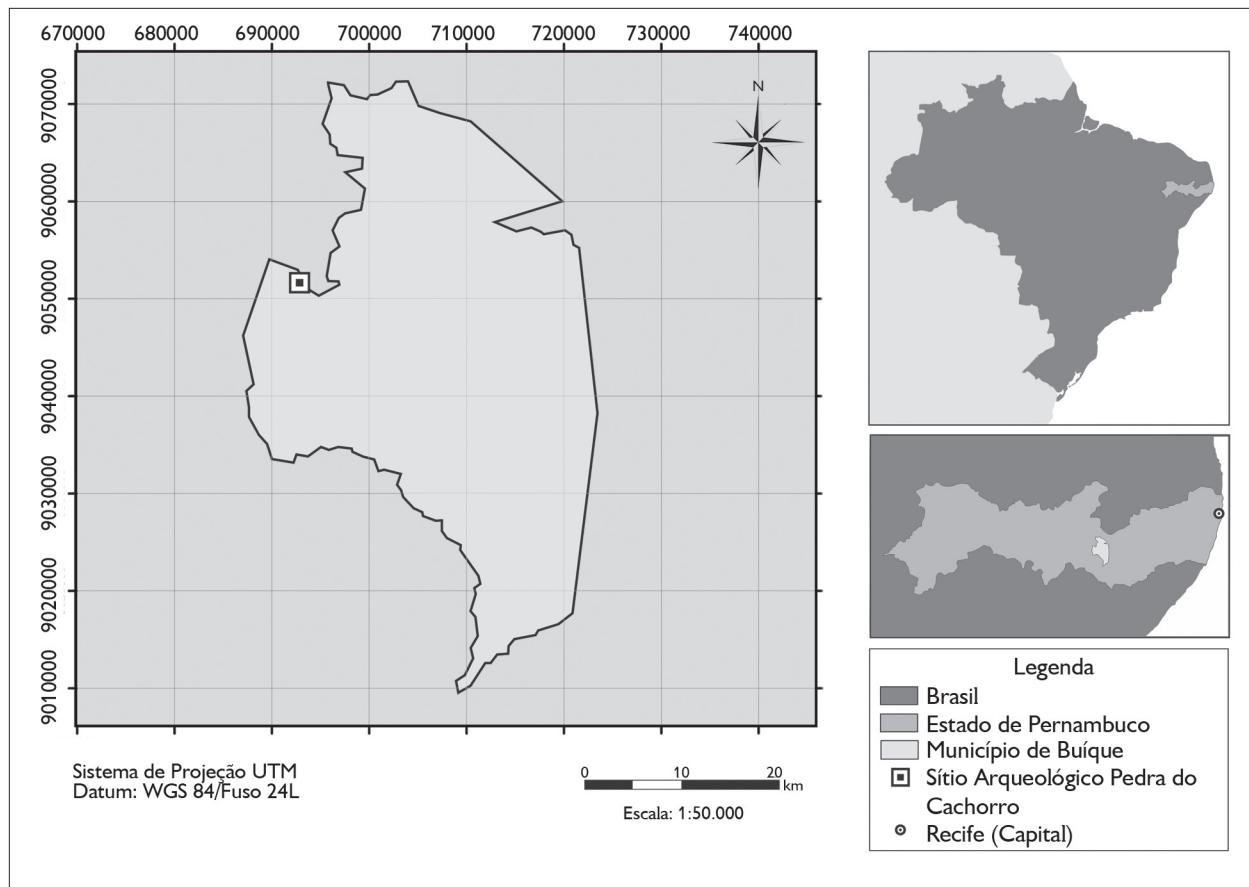 670000 680000 690000 700000 710000 720000 730000 740000
9070000
9060000
9050000
9040000
9030000
9020000
9010000
N
Sistema de Projeção UTM
Datum: WGS 84/Fuso 24L
0 10 20
km
Escala: 1:50.000
Legenda
Brasil
Estado de Pernambuco
Município de Buíque
Sítio Arqueológico Pedra do
Cachorro
Recife (Capital)